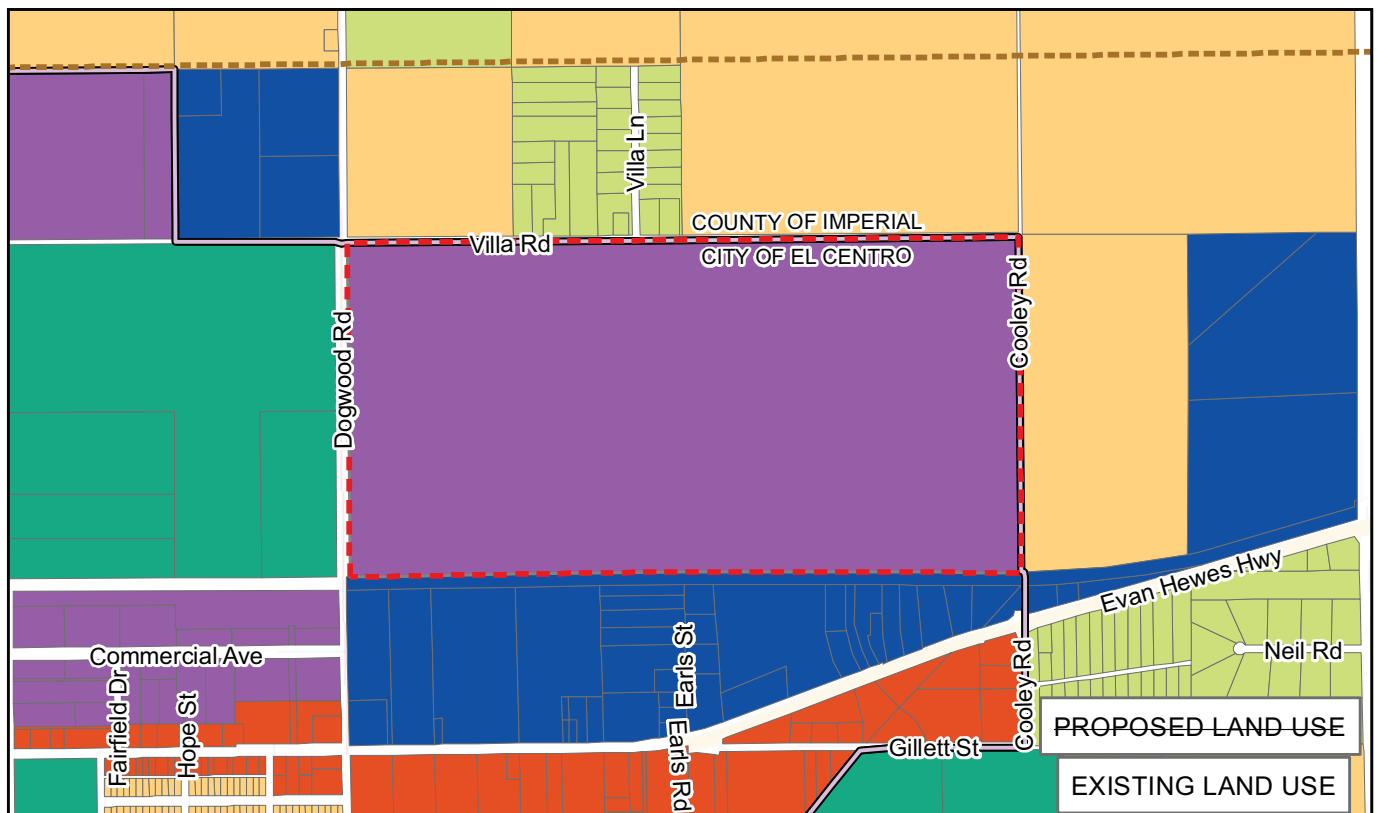 Villa Ln
COUNTY OF IMPERIAL
Villa Rd
CITY OF EL CENTRO
Cooley Rd
Dogwood Rd
Evan Hewes Hwy
Commercial Ave
Earls St
Neil Rd
Fairfield Dr
Hope St
Earls Rd
Cooley Rd
Gillett St
PROPOSED LAND USE
EXISTING LAND USE